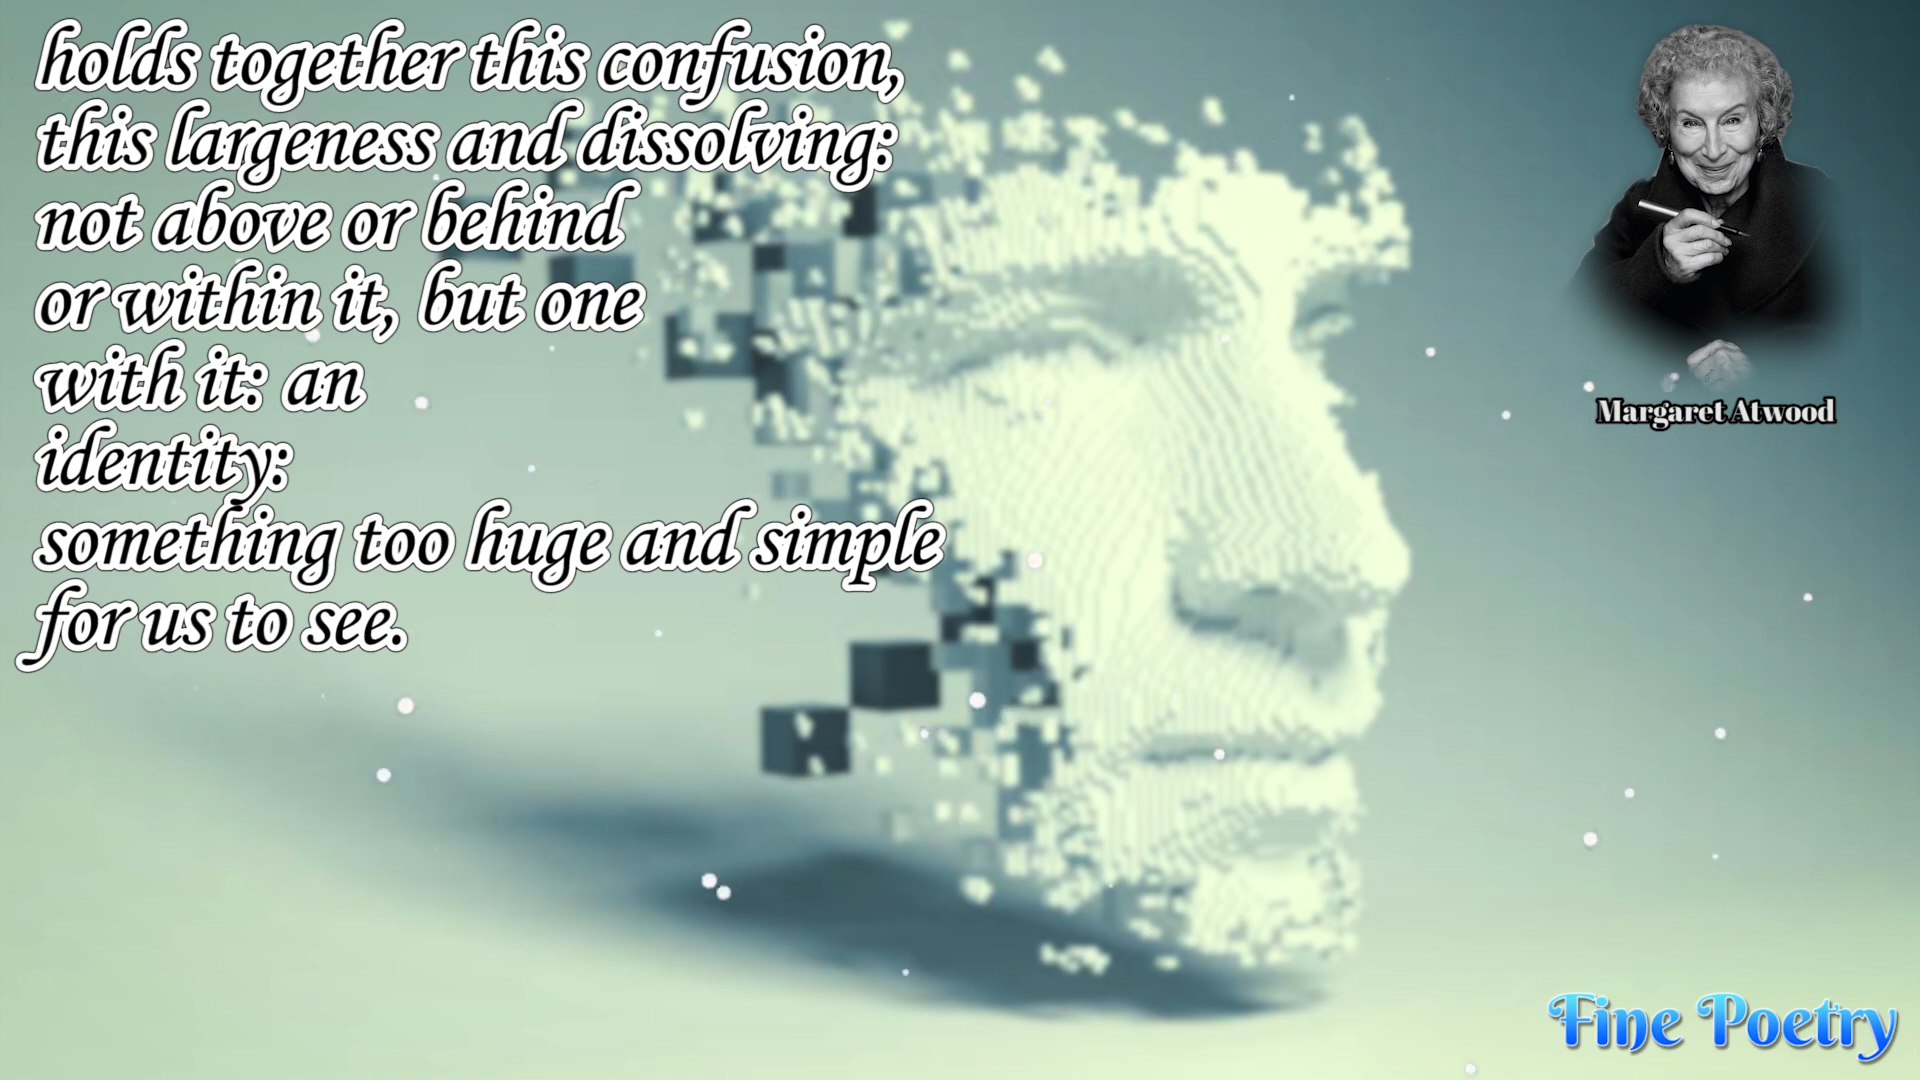 holds together this confusion,
this largeness and dissolving:
not above or behind
or within it, but one
with it: an
identity:
something too huge and simple
for us to see.
Margaret Atwood
Fine Poetry